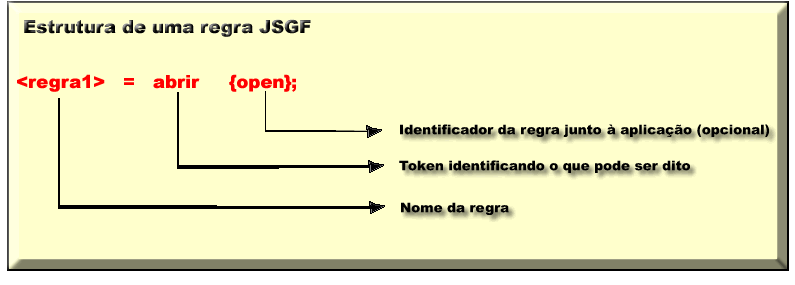 Estrutura de uma regra JSGF
<regra1> = abrir {open};
Identificador da regra junto à aplicação (opcional)
Token identificando o que pode ser dito
Nome da regra